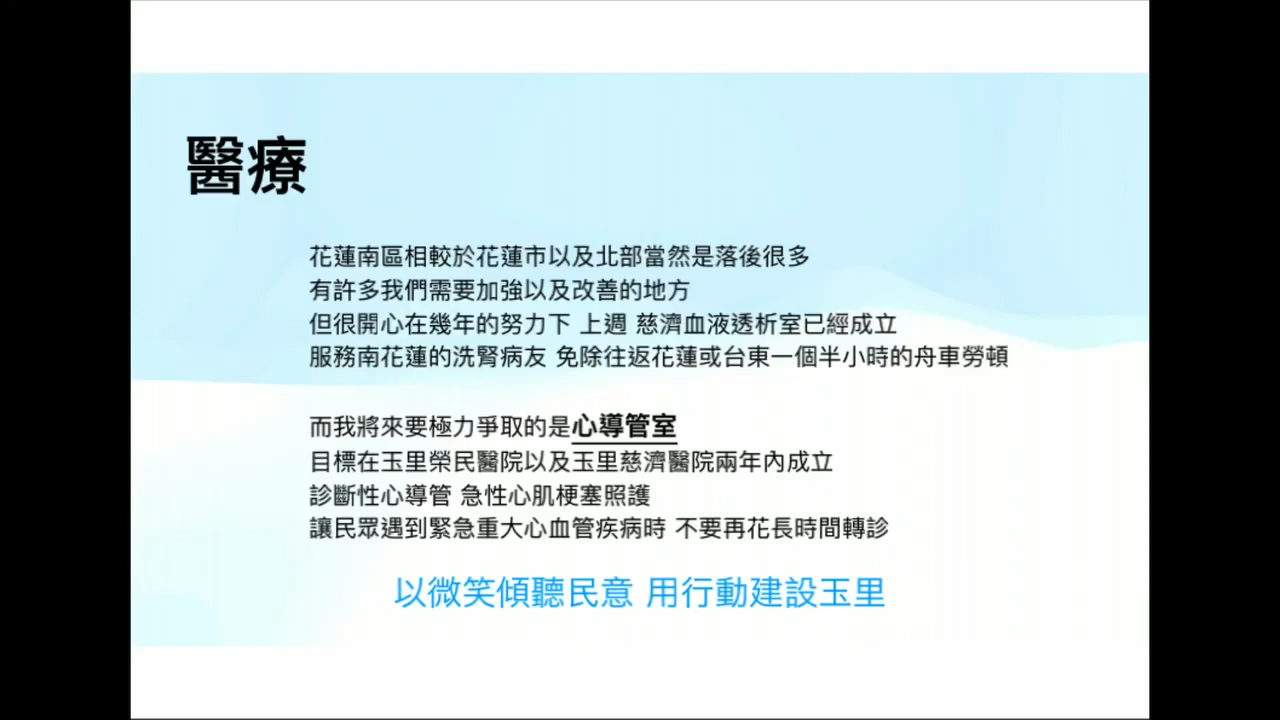 醫療
花蓮南區相較於花蓮市以及北部當然是落後很多
有許多我們需要加強以及改善的地方
但很開心在幾年的努力下 上週 慈濟血液透析室已經成立
服務南花蓮的洗腎病友 免除往返花蓮或台東一個半小時的舟車勞頓
而我將來要極力爭取的是心導管室
目標在玉里榮民醫院以及玉里慈濟醫院兩年內成立
診斷性心導管 急性心肌梗塞照護
讓民眾遇到緊急重大心血管疾病時 不要再花長時間轉診
以微笑傾聽民意 用行動建設玉里